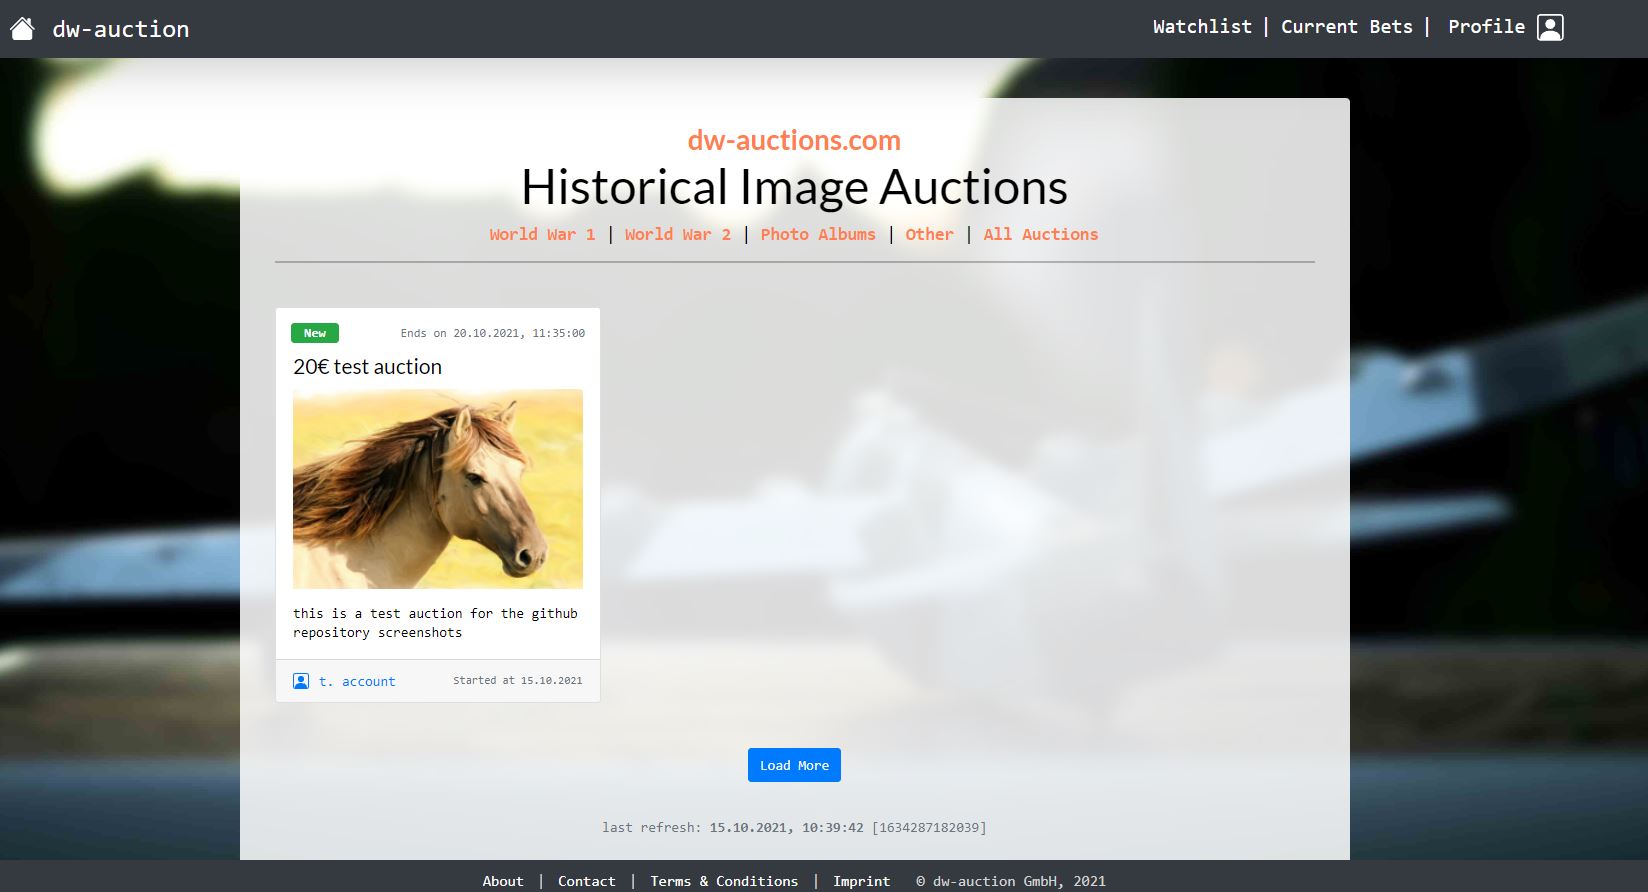 dw-auction
Watchlist | Current Bets | Profile
dw-auctions.com
Historical Image Auctions
World War 1 | World War 2 | Photo Albums | Other | All Auctions
New Ends on 20.10.2021, 11:35:00
20€ test auction
this is a test auction for the github
repository screenshots
t. account Started at 15.10.2021
Load More
last refresh: 15.10.2021, 10:39:42 [1634287182039]
About | Contact | Terms & Conditions | Imprint © dw-auction GmbH, 2021